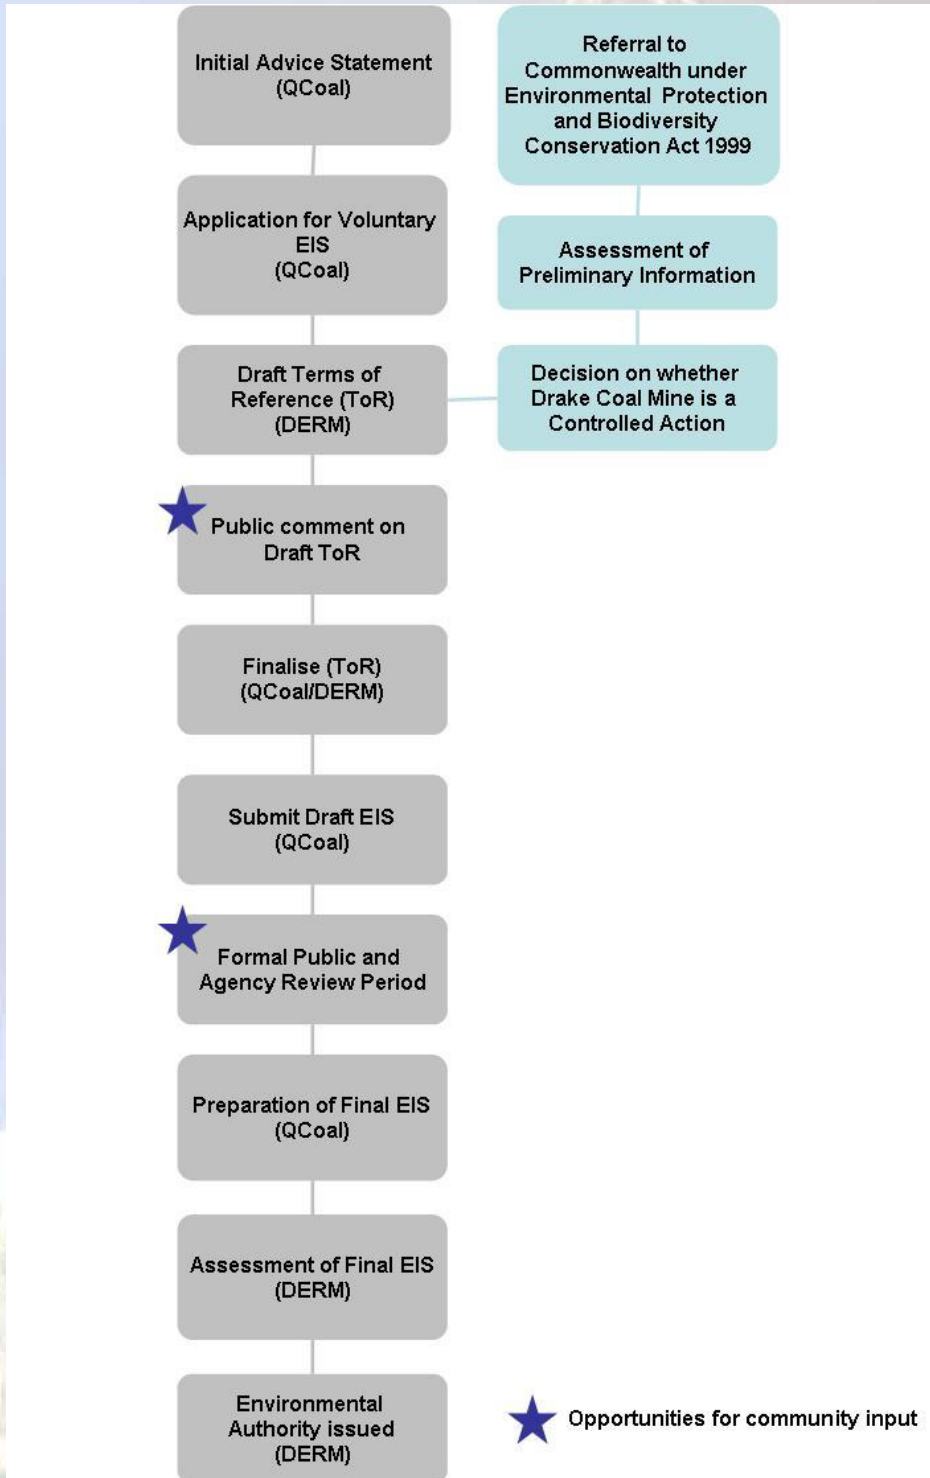 Initial Advice Statement
(QCoal)
Referral to
Commonwealth under
Environmental Protection
and Biodiversity
Conservation Act 1999
Application for Voluntary
EIS
(QCoal)
Assessment of
Preliminary Information
Draft Terms of
Reference (ToR)
(DERM)
Decision on whether
Drake Coal Mine is a
Controlled Action
Public comment on
Draft ToR
Finalise (ToR)
(QCoal/DERM)
Submit Draft EIS
(QCoal)
Formal Public and
Agency Review Period
Preparation of Final EIS
(QCoal)
Assessment of Final EIS
(DERM)
Environmental
Authority issued
(DERM)
Opportunities for community input